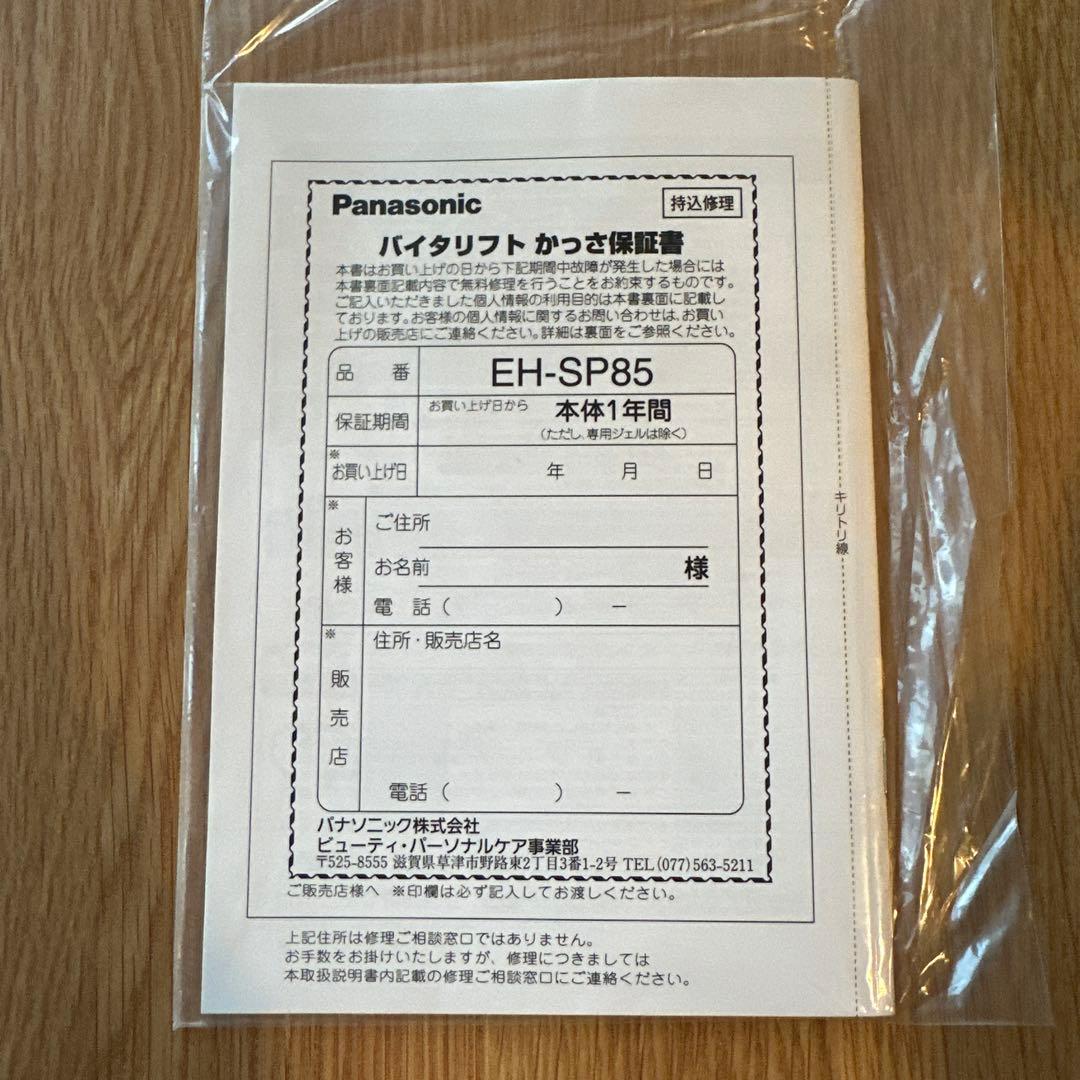 Panasonic
持込修理
バイタリフト かっさ保証書
本書はお買い上げの日から下記期間中故障が発生した場合には
本書裏面記載内容で無料修理を行うことをお約束するものです。
ご記入いただきました個人情報の利用目的は本書裏面に記載し
ております。お客様の個人情報に関するお問い合わせは、お買い
上げの販売店にご連絡ください。詳細は裏面をご参照ください。
品 番 EH-SP85
保証期間 お買い上げ日から 本体1年間
(ただし、専用ジェルは除く)
※
お買い上げ日 年 月 日
※
お客様
ご住所
お名前 様
電 話 ( ) －
※
販売店
住所・販売店名
電話 ( ) －
パナソニック株式会社
ビューティ・パーソナルケア事業部
〒525-8555 滋賀県草津市野路東2丁目3番1-2号 TEL (077) 563-5211
ご販売店様へ ※印欄は必ず記入してお渡しください。
上記住所は修理ご相談窓口ではありません。
お手数をお掛けいたしますが、修理につきましては
本取扱説明書内記載の修理ご相談窓口にご連絡ください。
キリトリ線